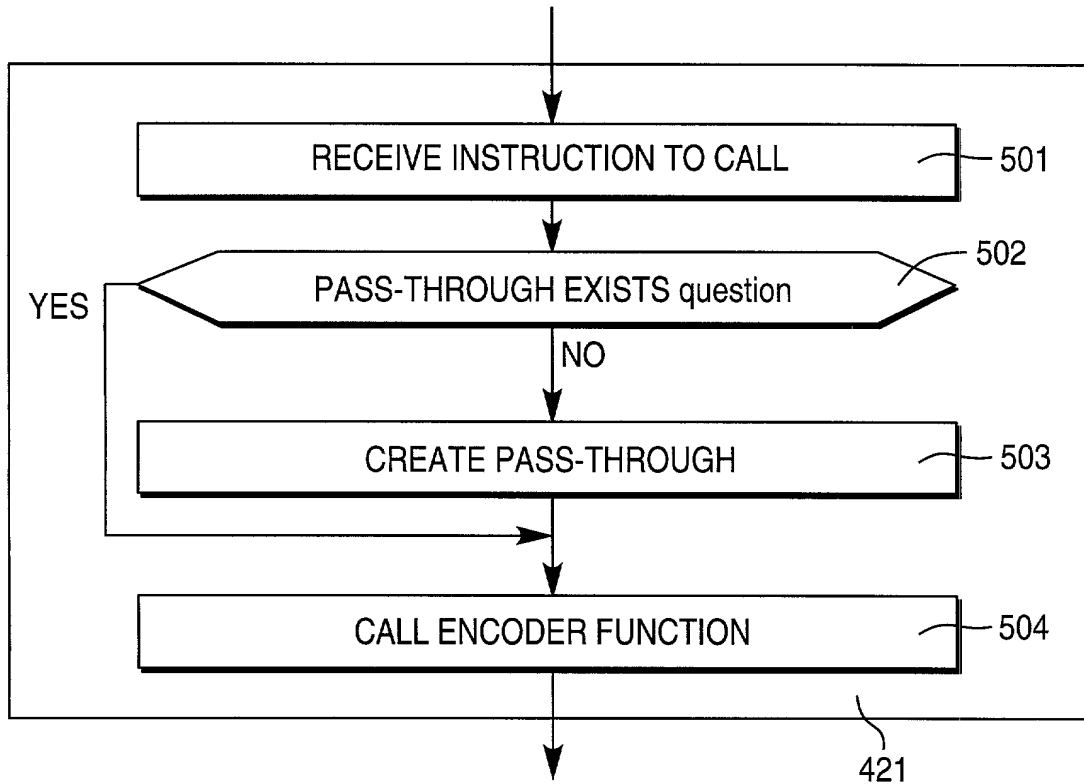 RECEIVE INSTRUCTION TO CALL
501
502
PASS-THROUGH EXISTS question
YES
NO
CREATE PASS-THROUGH
503
CALL ENCODER FUNCTION
504
421